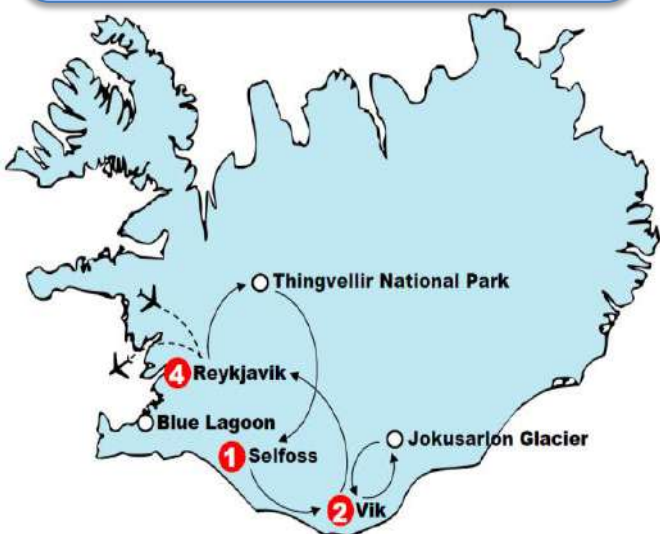 Thingvellir National Park
4 Reykjavik
Blue Lagoon
Jokusarlon Glacier
1 Selfoss
2 Vik